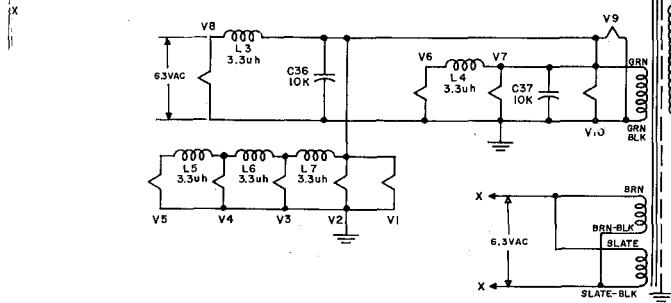 X
V8
V9
L3
3.3uh
V6
V7
GRN
6.3VAC
C36
10K
L4
3.3uh
C37
10K
V10
GRN
BLK
L5
3.3uh
L6
3.3uh
L7
3.3uh
V5
V4
V3
V2
V1
X
BRN
BRN-BLK
6.3VAC
SLATE
X
SLATE-BLK